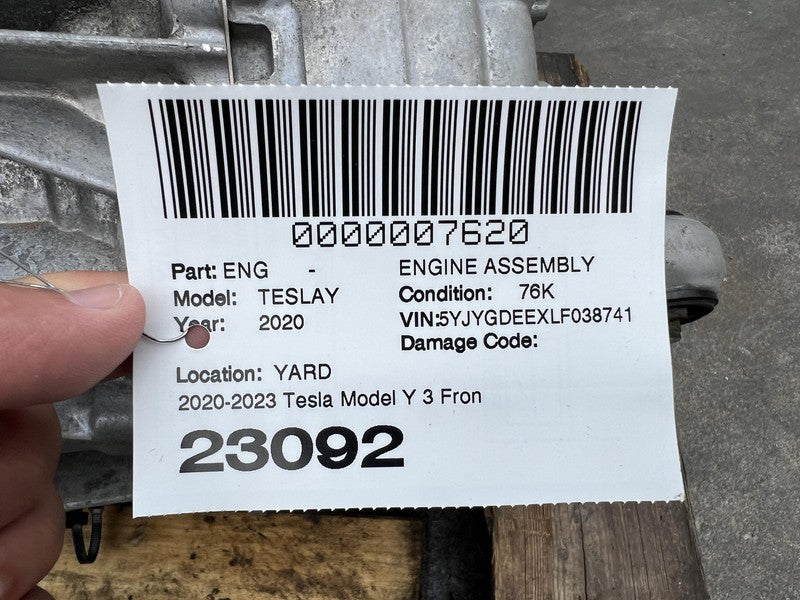 0000007620
Part: ENG - ENGINE ASSEMBLY
Model: TESLAY Condition: 76K
Year: 2020 VIN:5YJYGDEEXLF038741
Damage Code:
Location: YARD
2020-2023 Tesla Model Y 3 Fron
23092